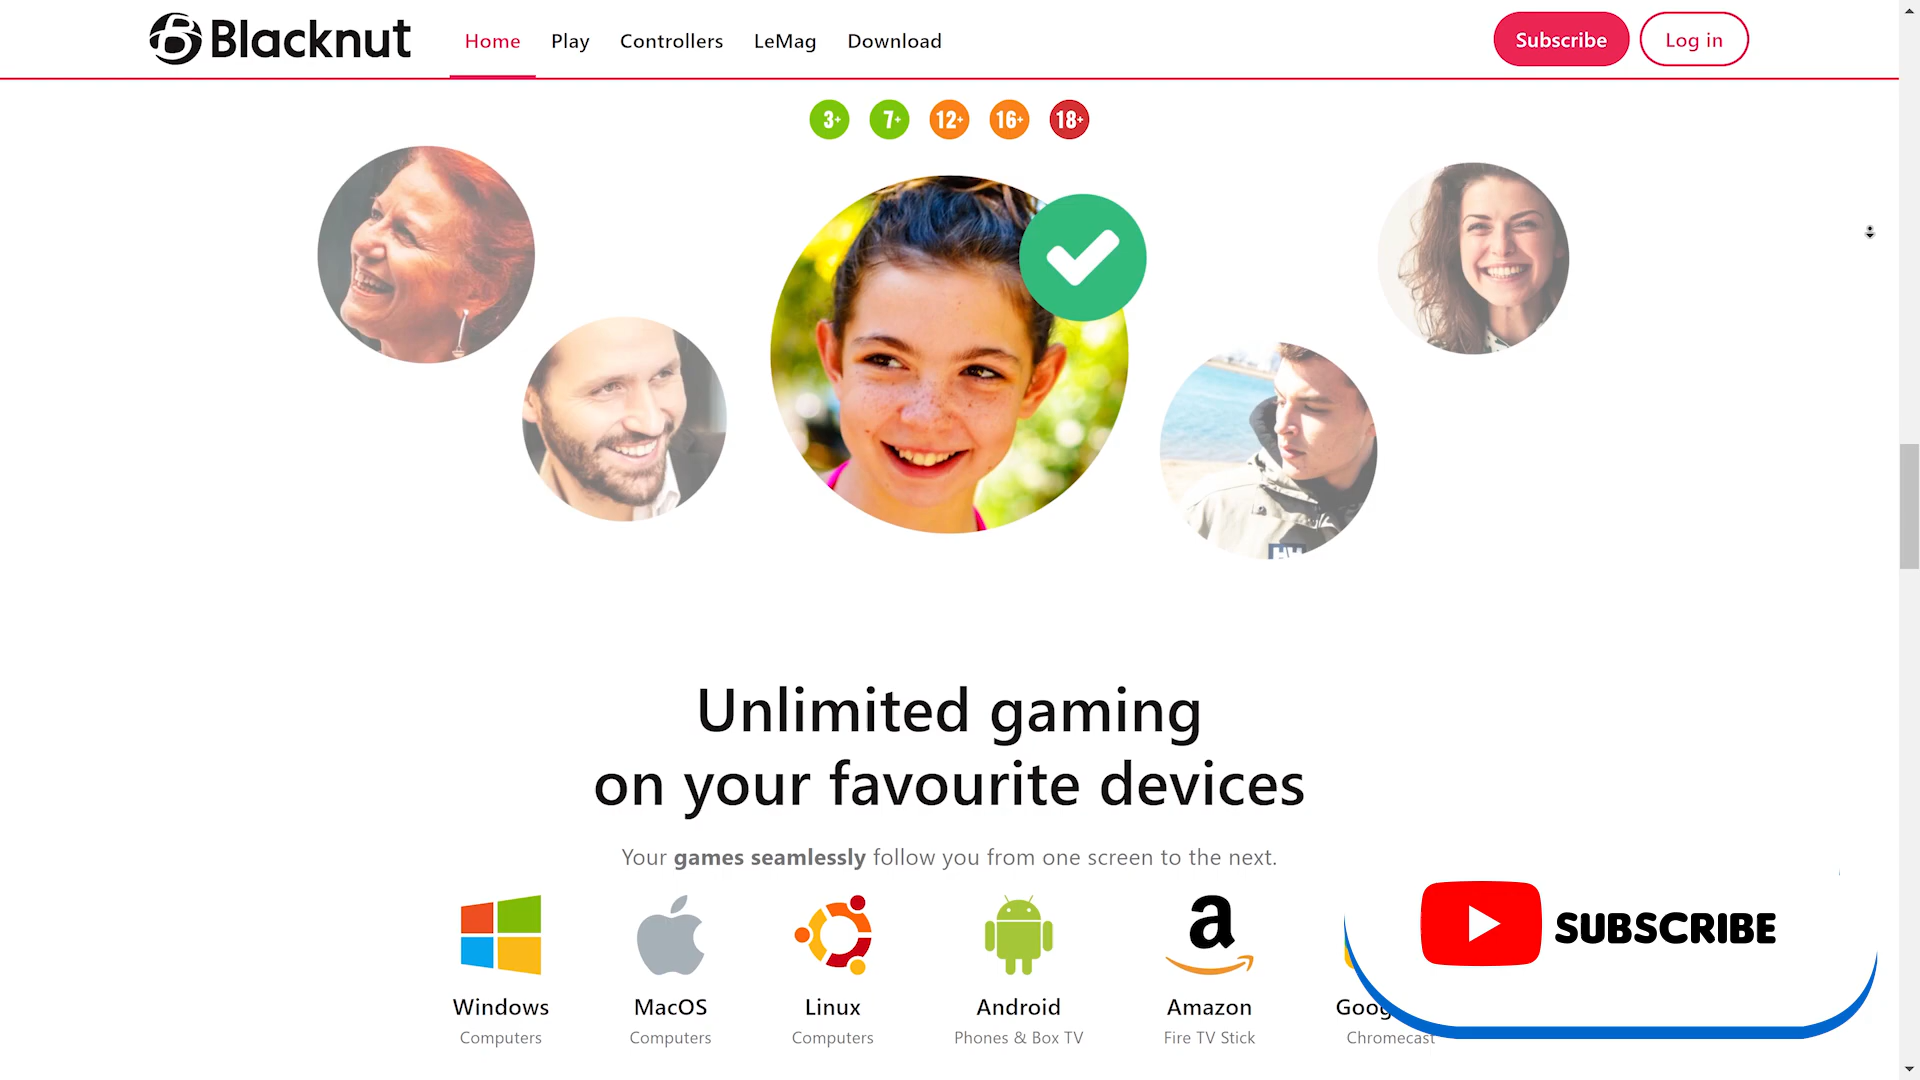 Blacknut
Home Play Controllers LeMag Download
Subscribe Log in
3+ 7+ 12+ 16+ 18+
HH
Unlimited gaming
on your favourite devices
Your games seamlessly follow you from one screen to the next.
Windows MacOS Linux Android Amazon
Computers Computers Computers Phones & Box TV Fire TV Stick Chromecast
SUBSCRIBE